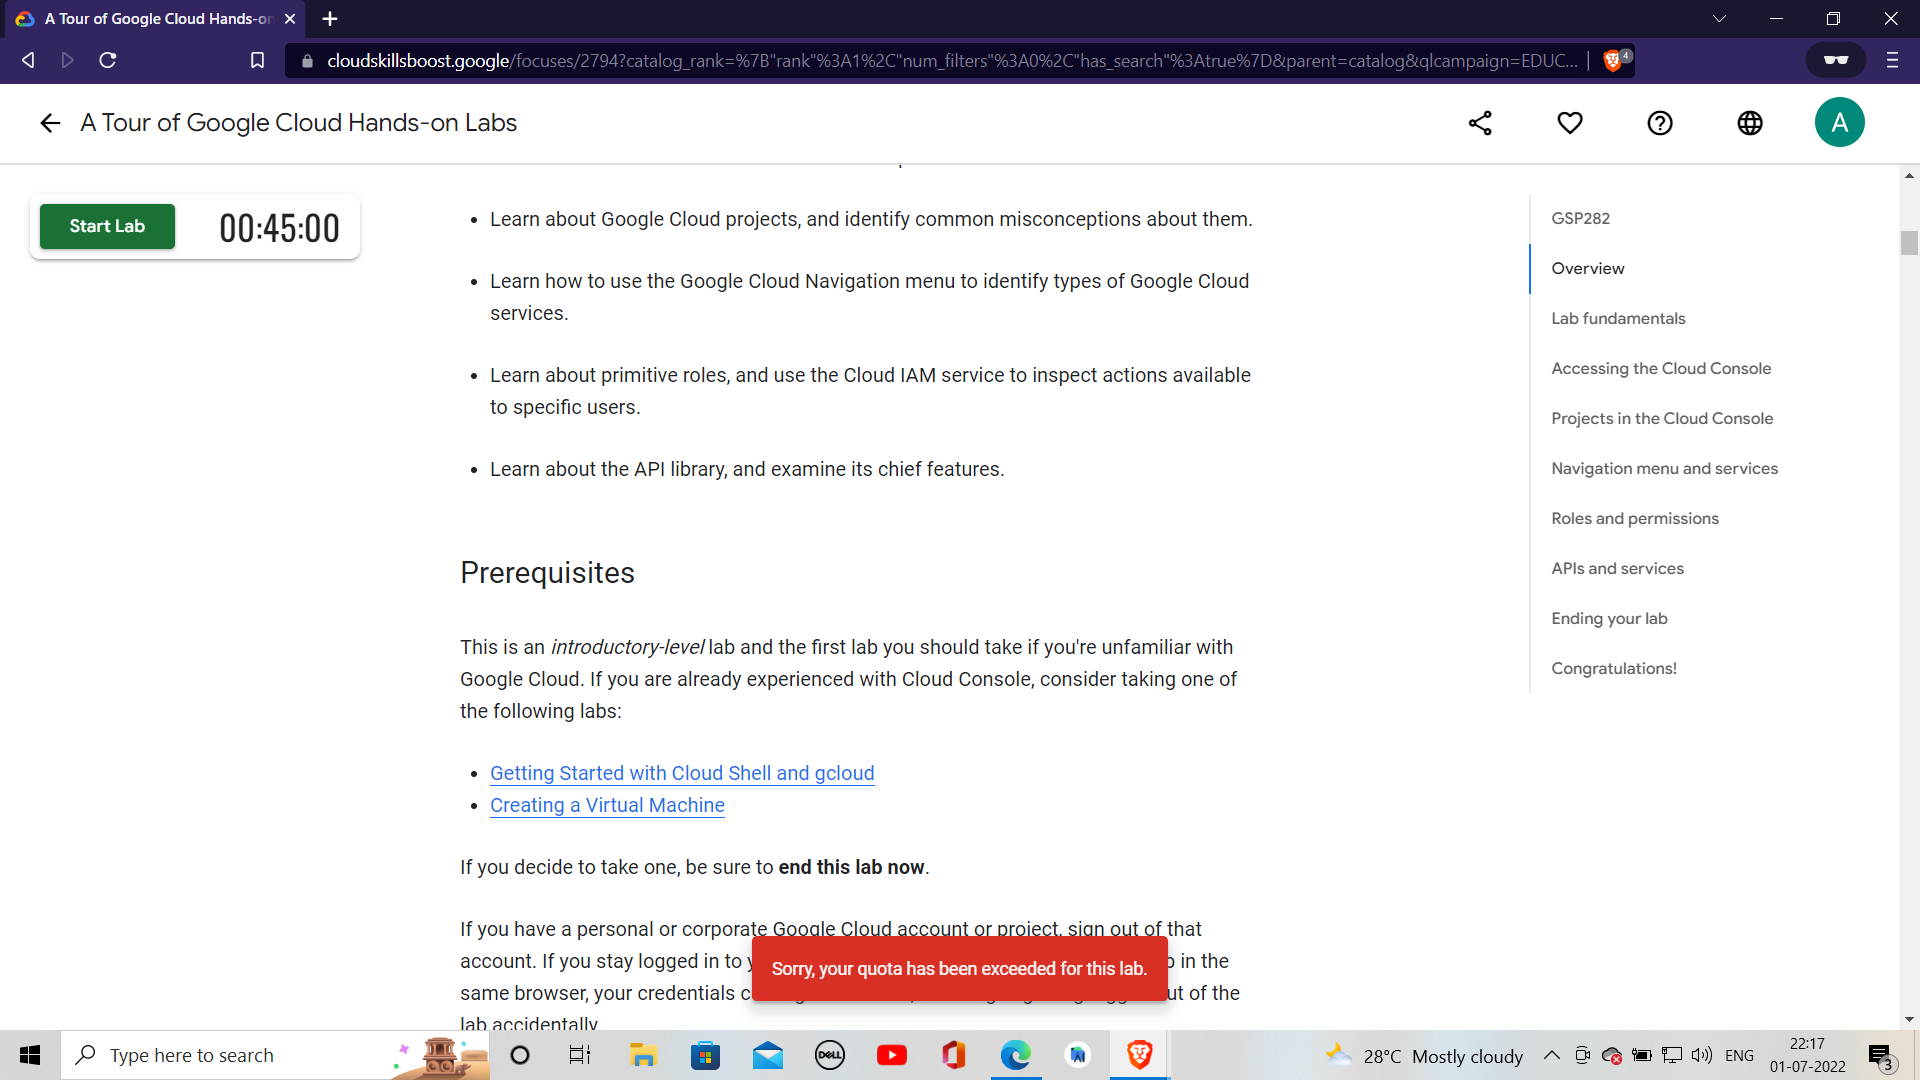 A Tour of Google Cloud Hands-on
cloudskillsboost.google/focuses/2794?catalog_rank=%7B"rank"%3A1%2C"num_filters"%3A0%2C"has_search"%3Atrue%7D&parent=catalog&qlcampaign=EDUC...
4
A Tour of Google Cloud Hands-on Labs
A
Start Lab
00:45:00
• Learn about Google Cloud projects, and identify common misconceptions about them.
• Learn how to use the Google Cloud Navigation menu to identify types of Google Cloud
services.
• Learn about primitive roles, and use the Cloud IAM service to inspect actions available
to specific users.
• Learn about the API library, and examine its chief features.
Prerequisites
This is an introductory-level lab and the first lab you should take if you're unfamiliar with
Google Cloud. If you are already experienced with Cloud Console, consider taking one of
the following labs:
• Getting Started with Cloud Shell and gcloud
• Creating a Virtual Machine
If you decide to take one, be sure to end this lab now.
If you have a personal or corporate Google Cloud account or project, sign out of that
account. If you stay logged in to in the
same browser, your credentials of the
lab accidentally
Sorry, your quota has been exceeded for this lab.
GSP282
Overview
Lab fundamentals
Accessing the Cloud Console
Projects in the Cloud Console
Navigation menu and services
Roles and permissions
APIs and services
Ending your lab
Congratulations!
Type here to search
DELL
28°C Mostly cloudy
ENG
22:17
01-07-2022
3